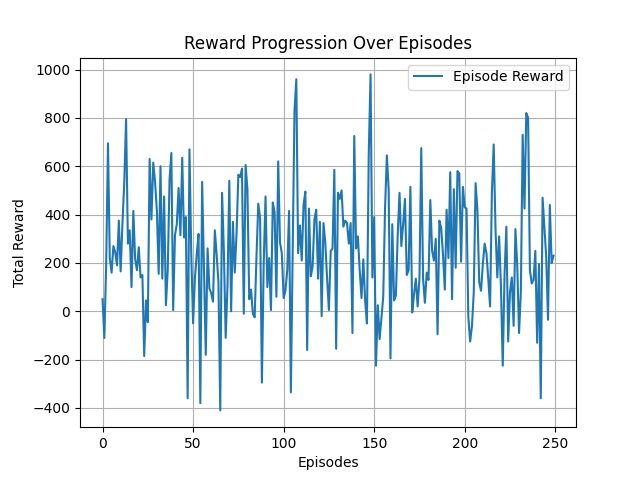 Reward Progression Over Episodes
Episode Reward
1000
800
600
400
200
0
−200
−400
Total Reward
0 50 100 150 200 250
Episodes